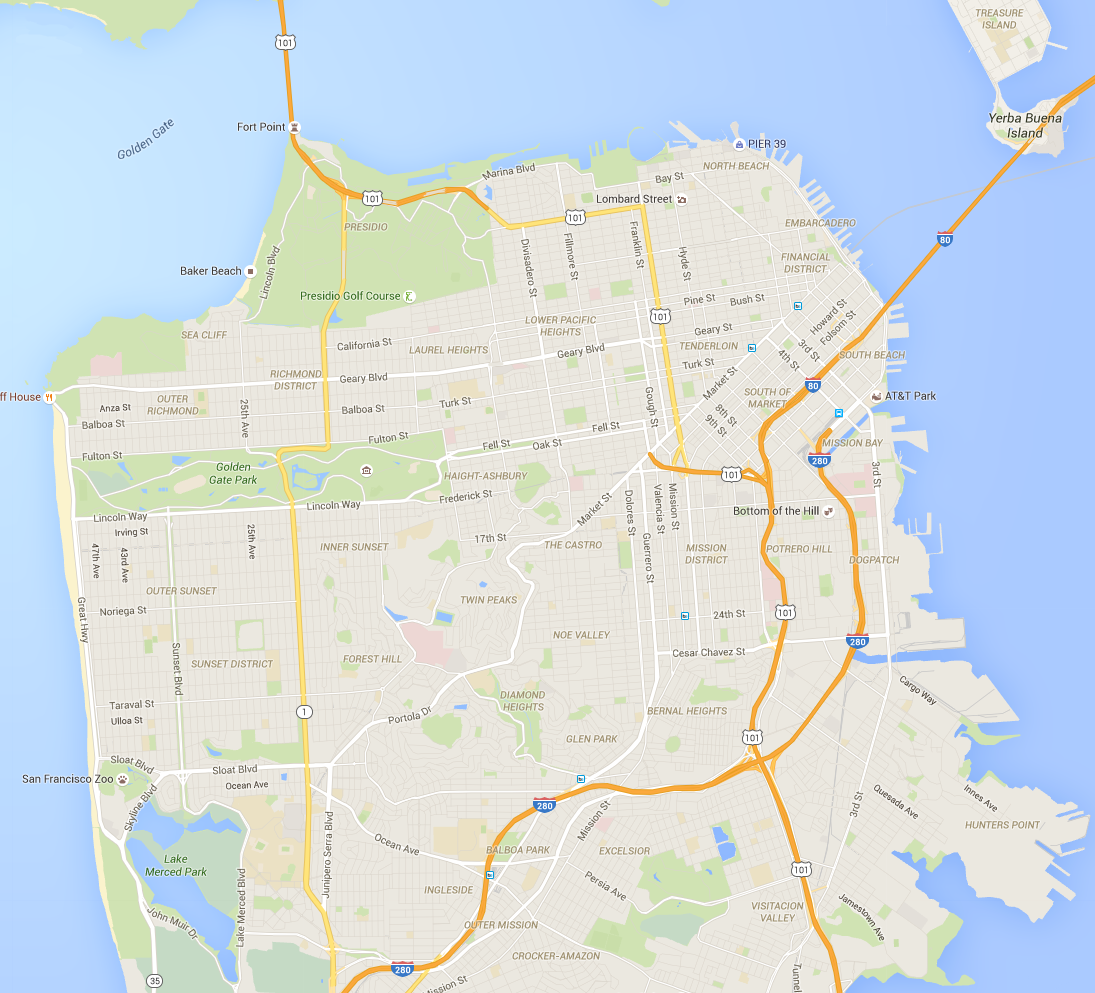 TREASURE
ISLAND
101
Yerba Buena
Island
Fort Point
Golden Gate
PIER 39
NORTH BEACH
Marina Blvd
Bay St
101
Lombard Street
101
PRESIDIO
EMBARCADERO
80
Divisadero St
Fillmore St
Franklin St
Hyde St
FINANCIAL
DISTRICT
Baker Beach
Lincoln Blvd
Presidio Golf Course
Pine St
Bush St
Howard St
Folsom St
101
LOWER PACIFIC
HEIGHTS
SEA CLIFF
California St
LAUREL HEIGHTS
Geary St
TENDERLOIN
3rd St
4th St
SOUTH BEACH
Geary Blvd
Turk St
RICHMOND
DISTRICT
Geary Blvd
Market St
80
SOUTH OF
MARKET
ff House
OUTER
RICHMOND
Anza St
Balboa St
25th Ave
Balboa St
Turk St
Gough St
8th St
9th St
AT&T Park
Fell St
Fulton St
Fell St
Oak St
MISSION BAY
Fulton St
280
Golden
Gate Park
HAIGHT-ASHBURY
101
3rd St
Frederick St
Market St
Dolores St
Valencia St
Mission St
Lincoln Way
Lincoln Way
Bottom of the Hill
Irving St
25th Ave
17th St
THE CASTRO
Guerrero St
47th Ave
43rd Ave
INNER SUNSET
MISSION
DISTRICT
POTRERO HILL
DOGPATCH
OUTER SUNSET
TWIN PEAKS
Great Hwy
Noriega St
24th St
101
NOE VALLEY
280
Sunset Blvd
SUNSET DISTRICT
FOREST HILL
Cesar Chavez St
Cargo Way
DIAMOND
HEIGHTS
Taraval St
1
Ulloa St
Portola Dr
BERNAL HEIGHTS
GLEN PARK
101
Sloat Blvd
Sloat Blvd
San Francisco Zoo
Ocean Ave
Skyline Blvd
280
Mission St
3rd St
Quesada Ave
Innes Ave
HUNTERS POINT
Junipero Serra Blvd
Ocean Ave
BALBOA PARK
EXCELSIOR
Lake
Merced Park
101
INGLESIDE
Persia Ave
Lake Merced Blvd
John Muir Dr
OUTER MISSION
VISITACION
VALLEY
Jamestown Ave
CROCKER-AMAZON
280
35
Mission St
Tunnel